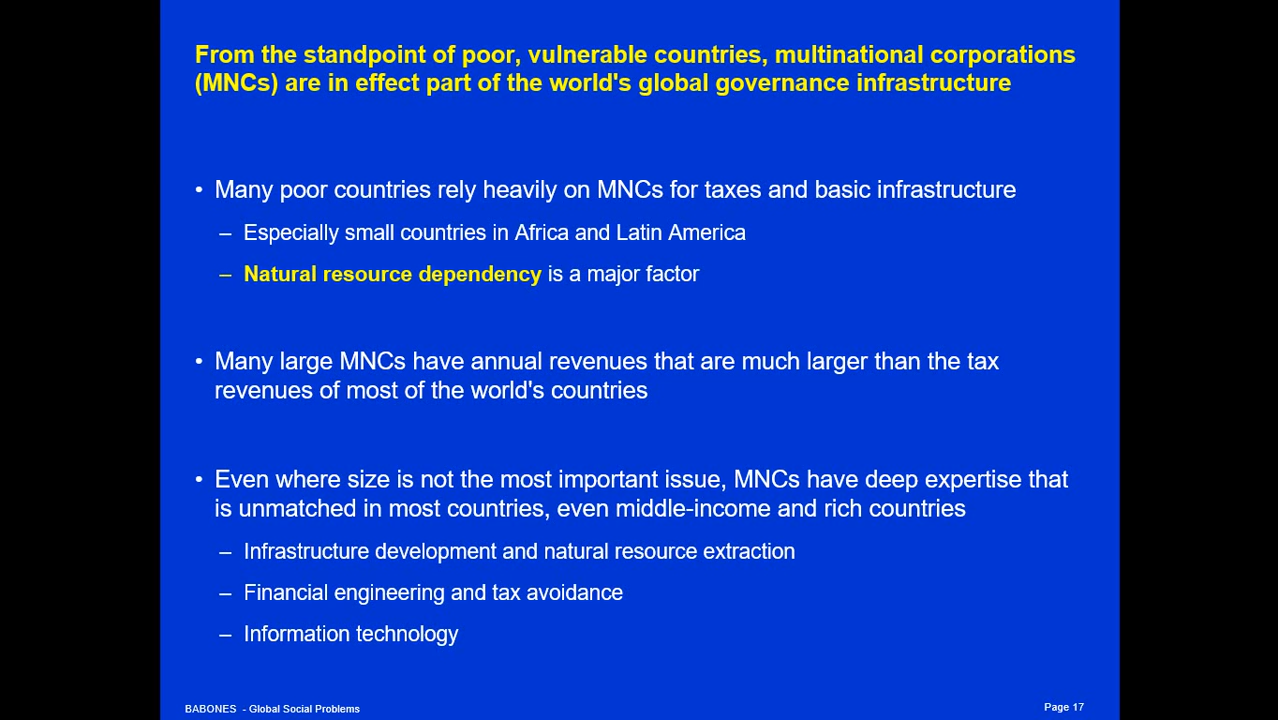 From the standpoint of poor, vulnerable countries, multinational corporations
(MNCs) are in effect part of the world's global governance infrastructure
• Many poor countries rely heavily on MNCs for taxes and basic infrastructure
– Especially small countries in Africa and Latin America
– Natural resource dependency is a major factor
• Many large MNCs have annual revenues that are much larger than the tax
revenues of most of the world's countries
• Even where size is not the most important issue, MNCs have deep expertise that
is unmatched in most countries, even middle-income and rich countries
– Infrastructure development and natural resource extraction
– Financial engineering and tax avoidance
– Information technology
BABONES - Global Social Problems
Page 17